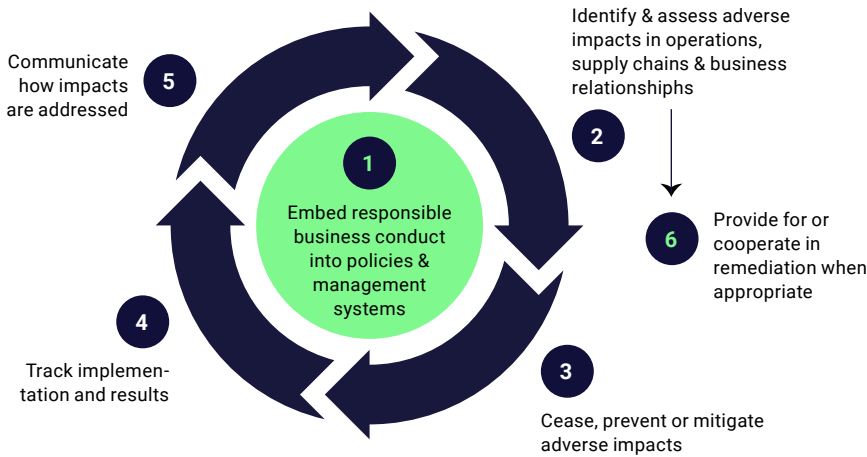 1
Embed responsible
business conduct
into policies &
management
systems
Identify & assess adverse
impacts in operations,
supply chains & business
relationshiphs
2
3
Cease, prevent or mitigate
adverse impacts
4
Track implemen-
tation and results
5
Communicate
how impacts
are addressed
6
Provide for or
cooperate in
remediation when
appropriate